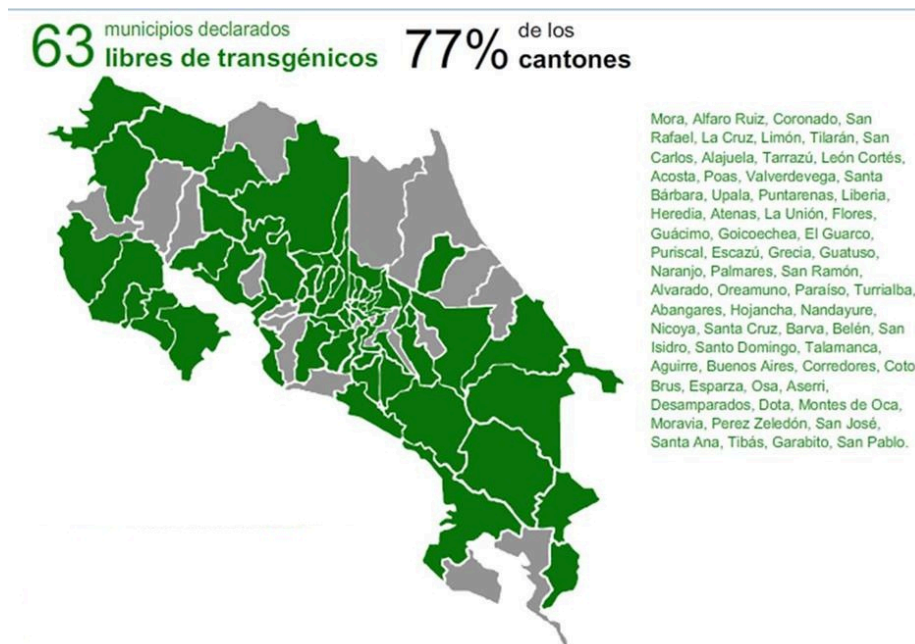 63 municipios declarados
libres de transgénicos
77% de los
cantones
Mora, Alfaro Ruiz, Coronado, San
Rafael, La Cruz, Limón, Tilarán, San
Carlos, Alajuela, Tarrazú, León Cortés,
Acosta, Poas, Valverdevega, Santa
Bárbara, Upala, Puntarenas, Liberia,
Heredia, Atenas, La Unión, Flores,
Guácimo, Goicoechea, El Guarco,
Puriscal, Escazú, Grecia, Guatuso,
Naranjo, Palmares, San Ramón,
Alvarado, Oreamuno, Paraíso, Turrialba,
Abangares, Hojancha, Nandayure,
Nicoya, Santa Cruz, Barva, Belén, San
Isidro, Santo Domingo, Talamanca,
Aguirre, Buenos Aires, Corredores, Coto
Brus, Esparza, Osa, Aserri,
Desamparados, Dota, Montes de Oca,
Moravia, Perez Zeledón, San José,
Santa Ana, Tibás, Garabito, San Pablo.